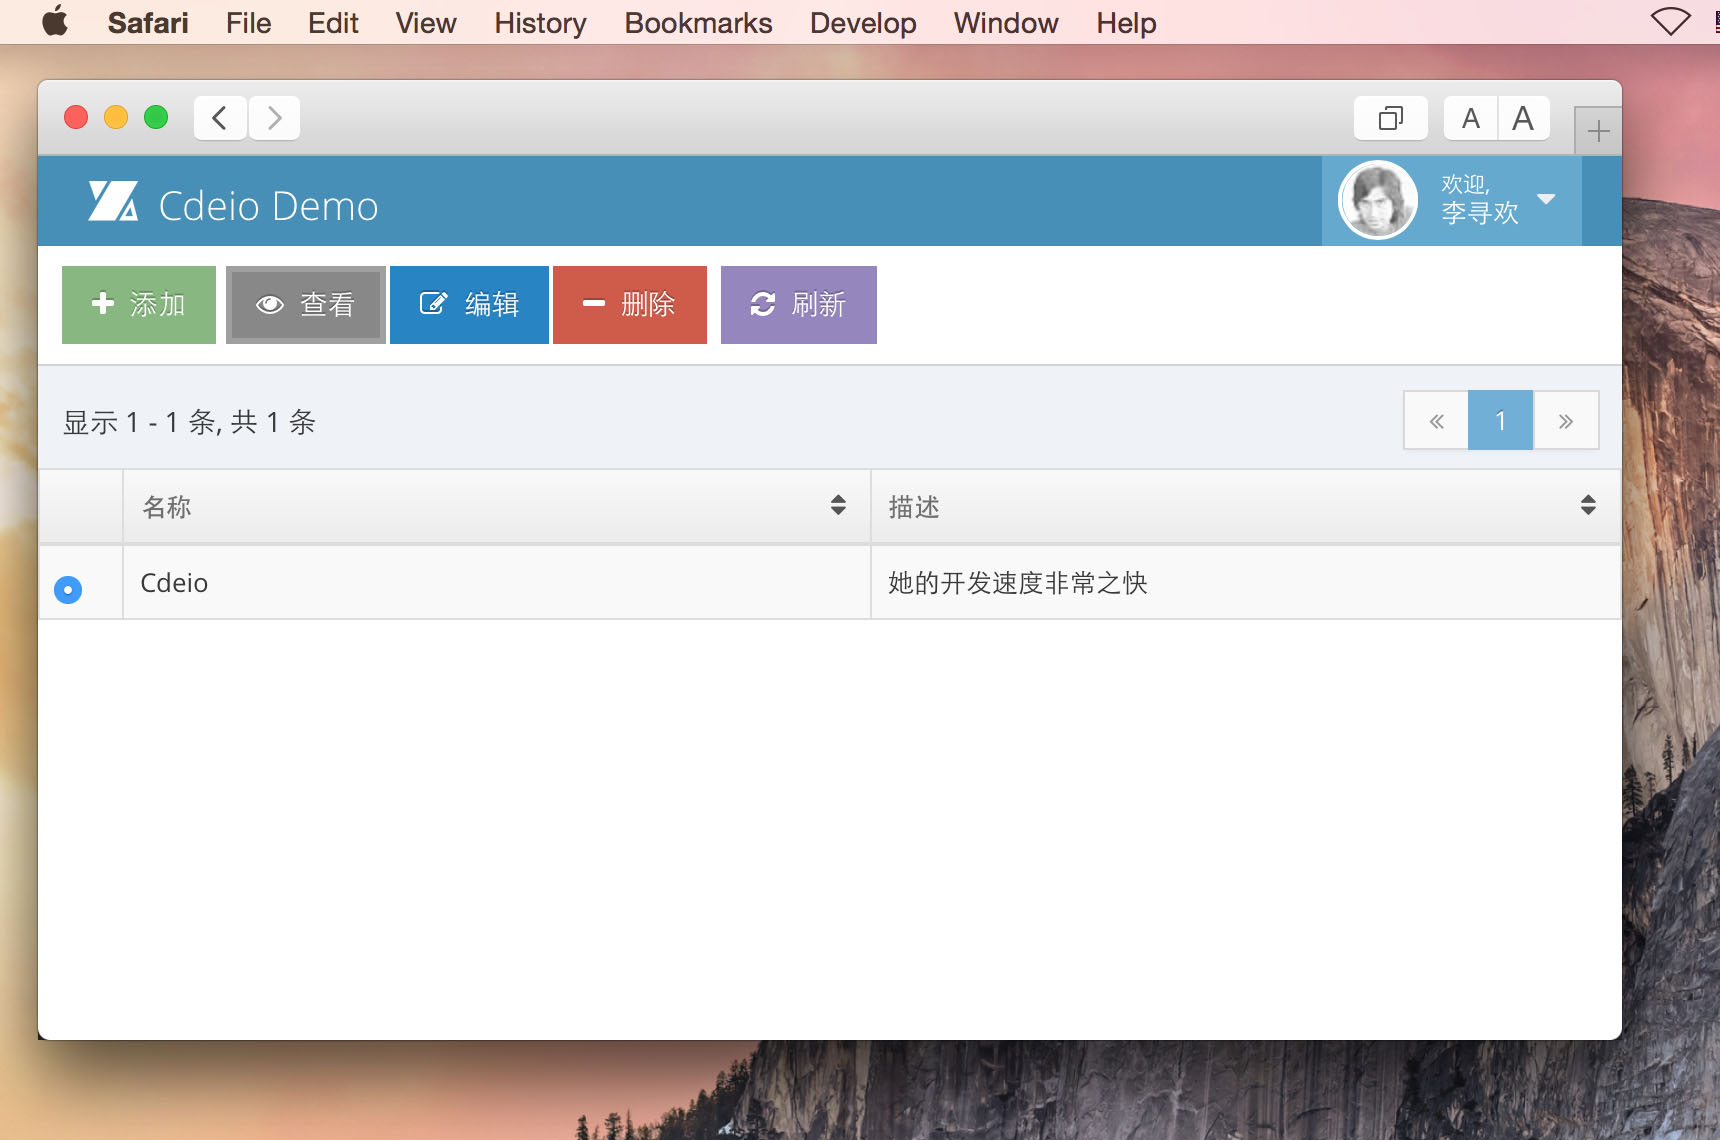 Safari File Edit View History Bookmarks Develop Window Help
A A
Cdeio Demo
欢迎,
李寻欢
添加 查看 编辑 删除 刷新
显示 1 - 1 条, 共 1 条
« 1 »
名称 描述
Cdeio 她的开发速度非常之快